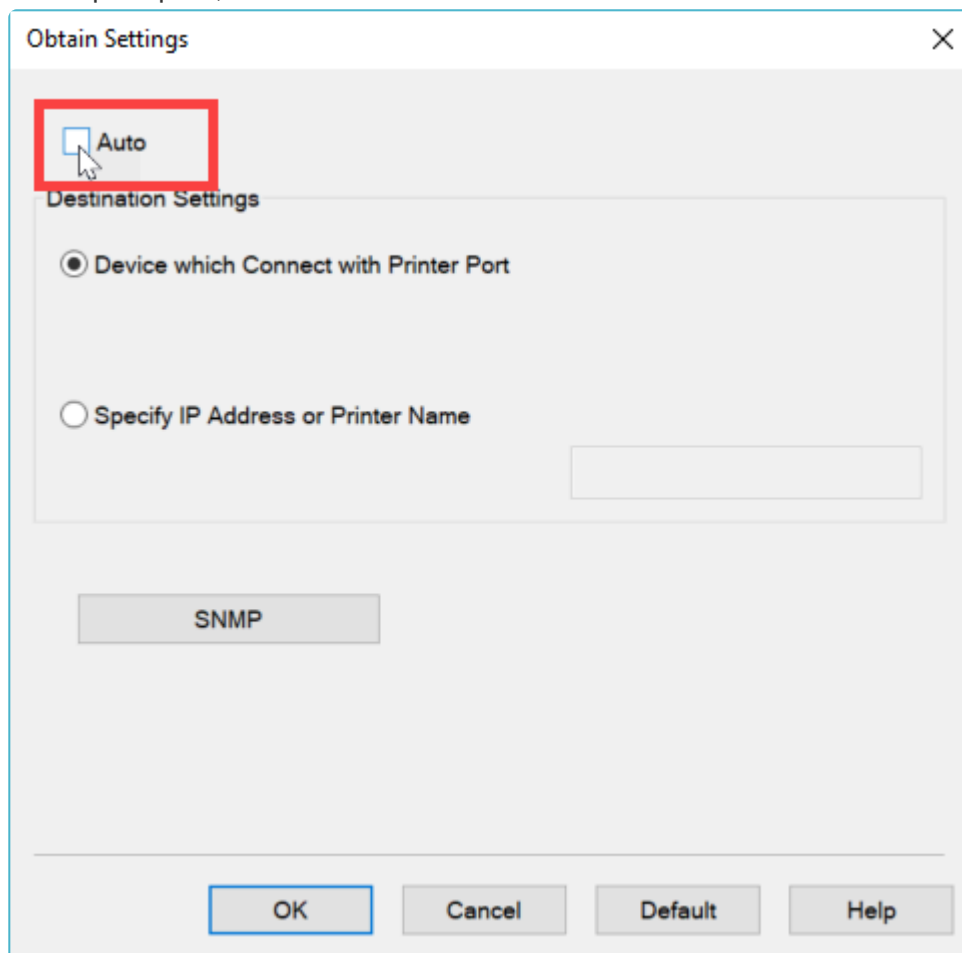 Obtain Settings
Auto
Destination Settings
Device which Connect with Printer Port
Specify IP Address or Printer Name
SNMP
OK Cancel Default Help